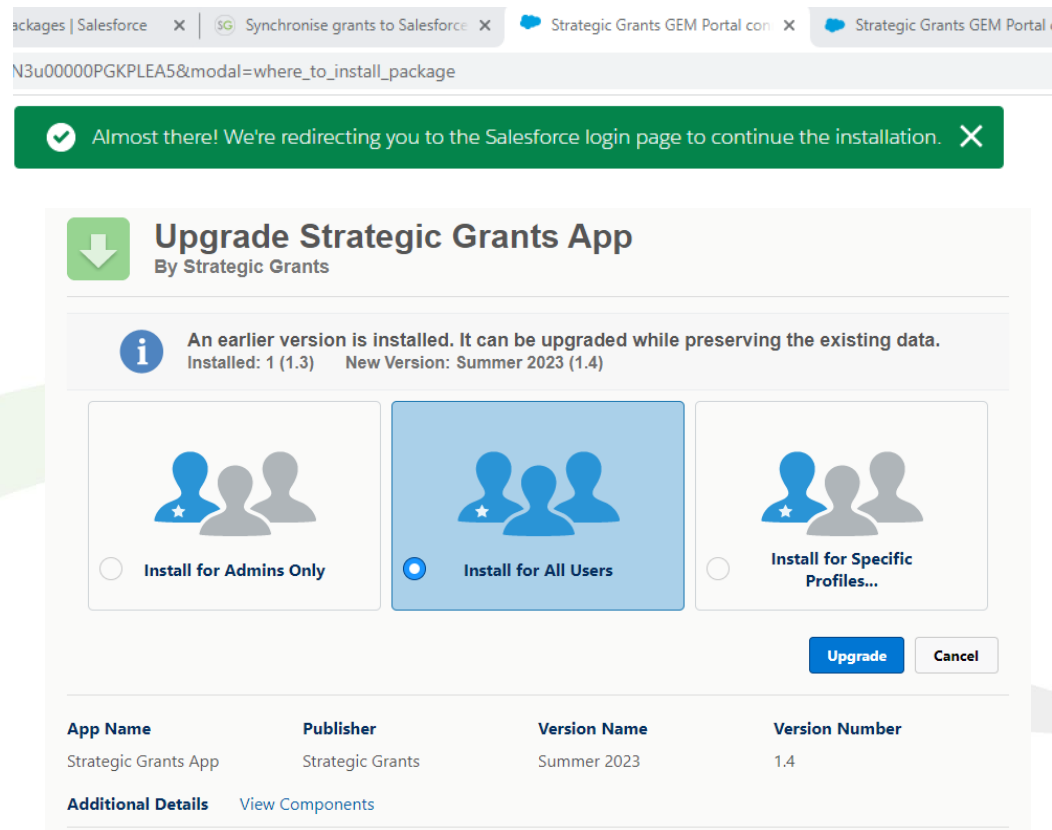 ackages | Salesforce
SG Synchronise grants to Salesforce
Strategic Grants GEM Portal con
Strategic Grants GEM Portal
N3u00000PGKPLEA5&modal=where_to_install_package
Almost there! We're redirecting you to the Salesforce login page to continue the installation.
Upgrade Strategic Grants App
By Strategic Grants
An earlier version is installed. It can be upgraded while preserving the existing data.
Installed: 1 (1.3) New Version: Summer 2023 (1.4)
Install for Admins Only
Install for All Users
Install for Specific
Profiles...
Upgrade Cancel
App Name Publisher Version Name Version Number
Strategic Grants App Strategic Grants Summer 2023 1.4
Additional Details View Components